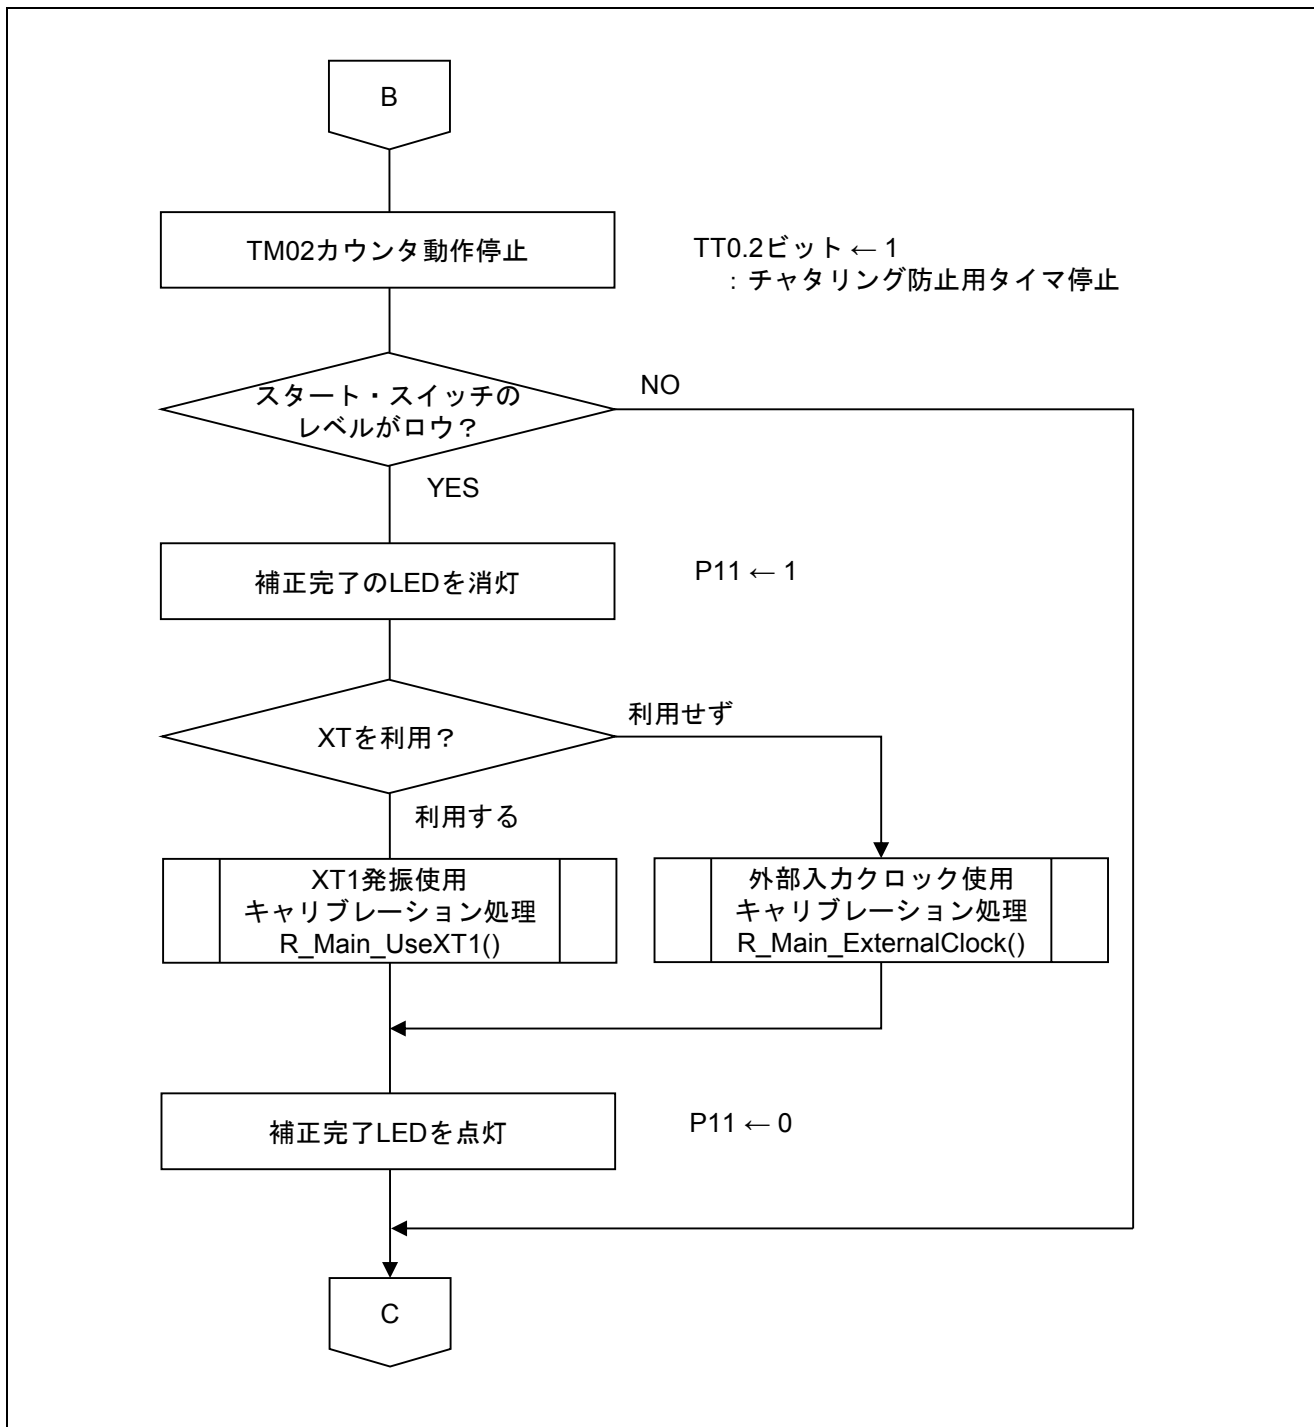 B
TM02カウンタ動作停止
TT0.2ビット ← 1
：チャタリング防止用タイマ停止
スタート・スイッチの
レベルがロウ？
NO
YES
補正完了のLEDを消灯
P11 ← 1
XTを利用？
利用せず
利用する
XT1発振使用
キャリブレーション処理
R_Main_UseXT1()
外部入力クロック使用
キャリブレーション処理
R_Main_ExternalClock()
補正完了LEDを点灯
P11 ← 0
C